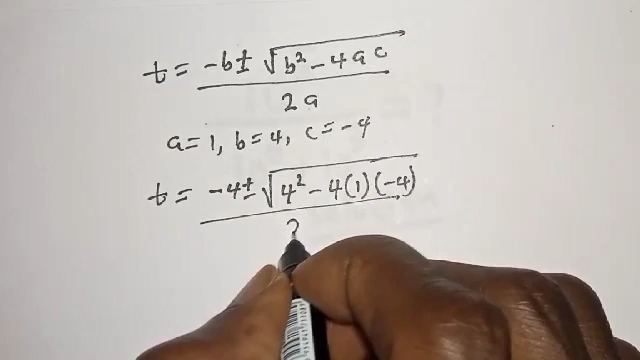 t = -b ± √(b² - 4ac) / 2a
a = 1, b = 4, c = -4
t = -4 ± √(4² - 4(1)(-4)) / 2